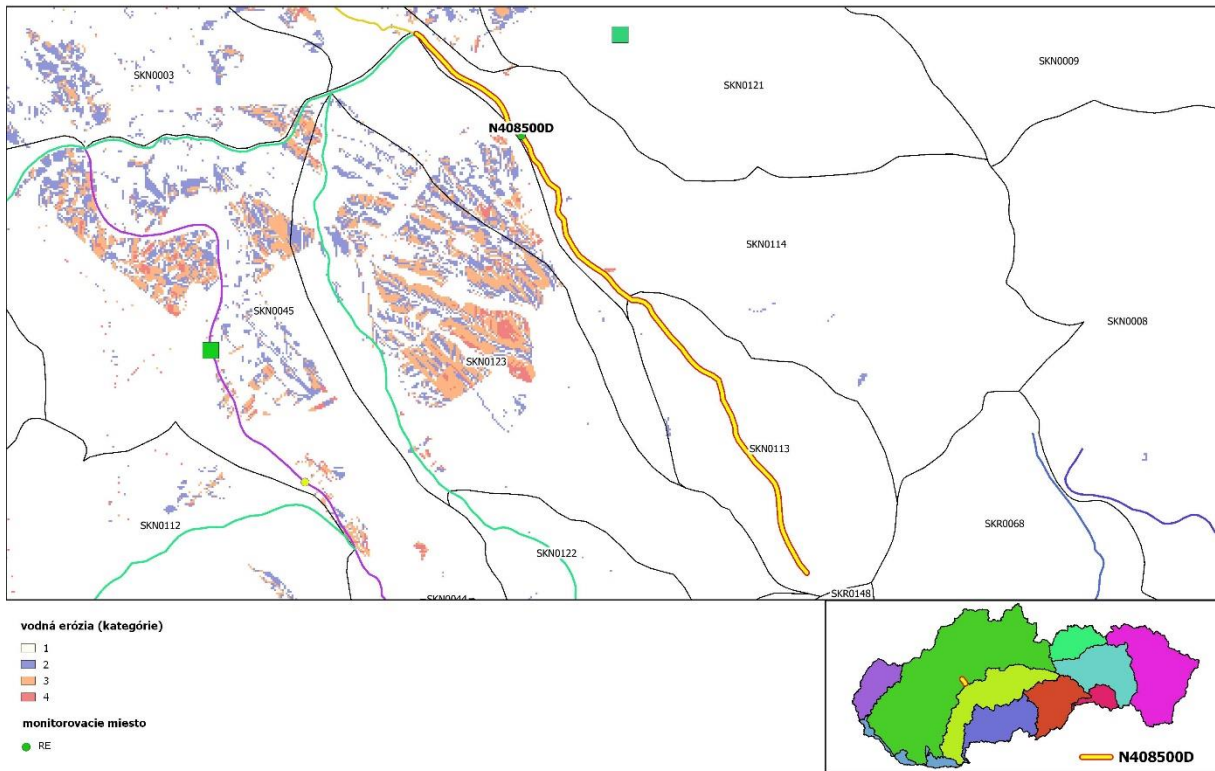 SKN0003
SKN0121
SKN0009
N408500D
SKN0114
SKN0045
SKN0008
SKN0123
SKN0113
SKN0112
SKR0068
SKN0122
SKN0044
SKR0148
vodná erózia (kategórie)
1
2
3
4
monitorovacie miesto
RE
N408500D